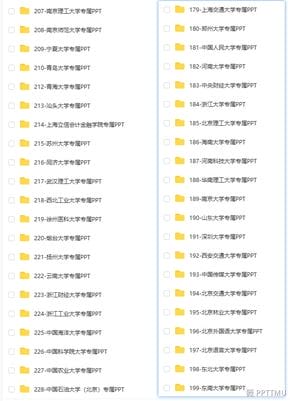 207-南京理工大学专属PPT
208-南京师范大学专属PPT
209-宁夏大学专属PPT
210-青岛大学专属PPT
212-青海大学专属PPT
213-汕头大学专属PPT
214-上海立信会计金融学院专属PPT
215-苏州大学专属PPT
216-同济大学专属PPT
217-武汉理工大学专属PPT
218-西北工业大学专属PPT
219-徐州医科大学专属PPT
220-烟台大学专属PPT
221-扬州大学专属PPT
222-云南大学专属PPT
223-浙江财经大学专属PPT
224-浙江工业大学专属PPT
225-中国海洋大学专属PPT
226-中国科学院大学专属PPT
227-中国农业大学专属PPT
228-中国石油大学（北京）专属PPT
179-上海交通大学专属PPT
180-郑州大学专属PPT
181-中国人民大学专属PPT
182-河南大学专属PPT
183-中央财经大学专属PPT
184-浙江大学专属PPT
185-北京理工大学专属PPT
186-海南大学专属PPT
187-河南科技大学专属PPT
188-华南理工大学专属PPT
189-南京大学专属PPT
190-山东大学专属PPT
191-深圳大学专属PPT
192-西安交通大学专属PPT
193-中国传媒大学专属PPT
194-北京交通大学专属PPT
195-北京林业大学专属PPT
196-北京外国语大学专属PPT
197-北京语言大学专属PPT
198-东北大学专属PPT
199-东南大学专属PPT
PPTTMU